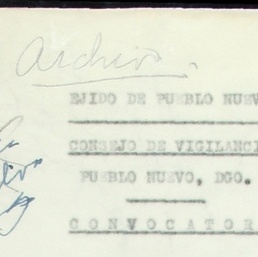 Archivo.
EJIDO DE PUEBLO NUEV
CONSEJO DE VIGILANCI
PUEBLO NUEVO, DGO.
CONVOCATOR